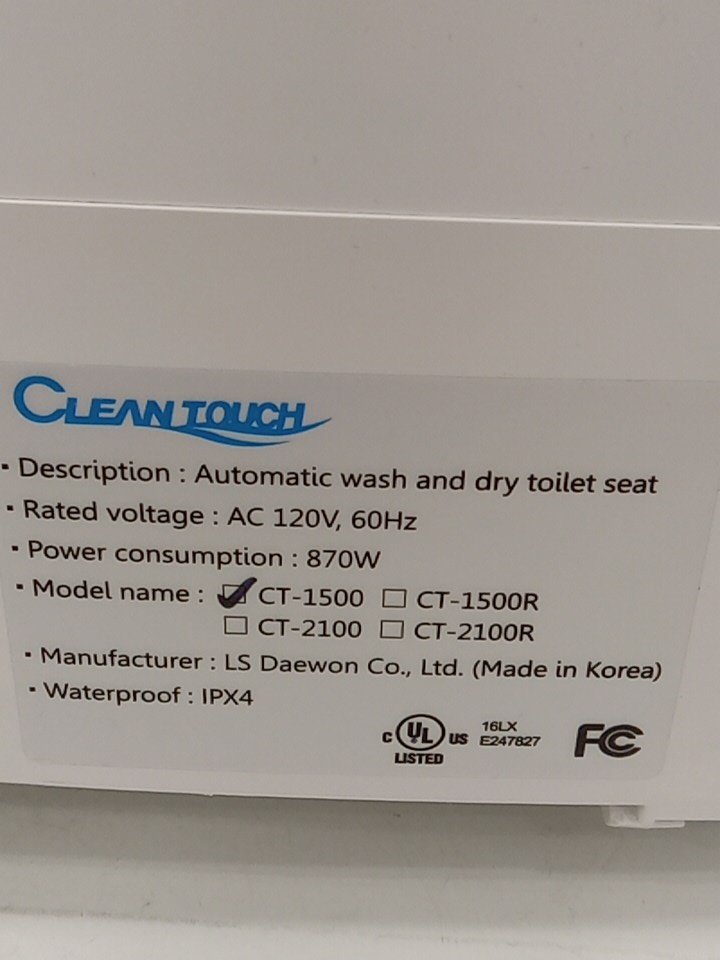 CLEAN TOUCH
· Description : Automatic wash and dry toilet seat
· Rated voltage : AC 120V, 60Hz
· Power consumption : 870W
· Model name : ☑ CT-1500 ☐ CT-1500R
☐ CT-2100 ☐ CT-2100R
· Manufacturer : LS Daewon Co., Ltd. (Made in Korea)
· Waterproof : IPX4
C UL US
LISTED
16LX
E247827
FC